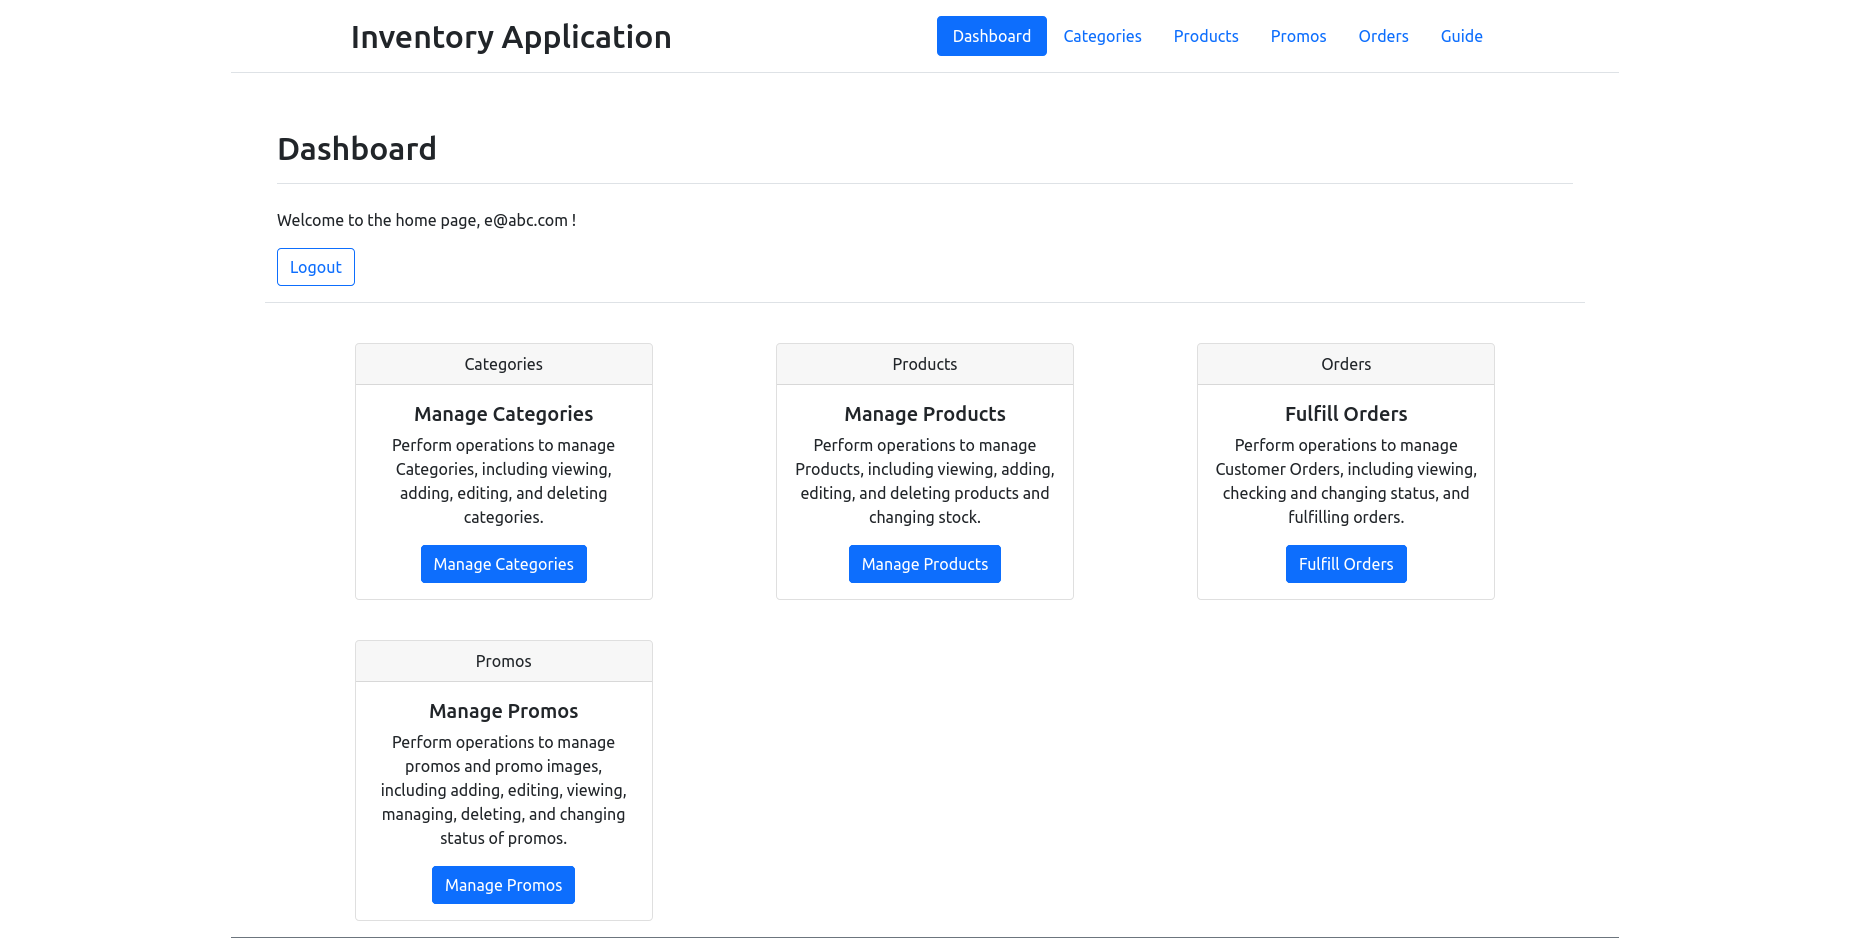 Inventory Application
Dashboard
Categories
Products
Promos
Orders
Guide
Dashboard
Welcome to the home page, e@abc.com !
Logout
Categories
Manage Categories
Perform operations to manage
Categories, including viewing,
adding, editing, and deleting
categories.
Manage Categories
Products
Manage Products
Perform operations to manage
Products, including viewing, adding,
editing, and deleting products and
changing stock.
Manage Products
Orders
Fulfill Orders
Perform operations to manage
Customer Orders, including viewing,
checking and changing status, and
fulfilling orders.
Fulfill Orders
Promos
Manage Promos
Perform operations to manage
promos and promo images,
including adding, editing, viewing,
managing, deleting, and changing
status of promos.
Manage Promos